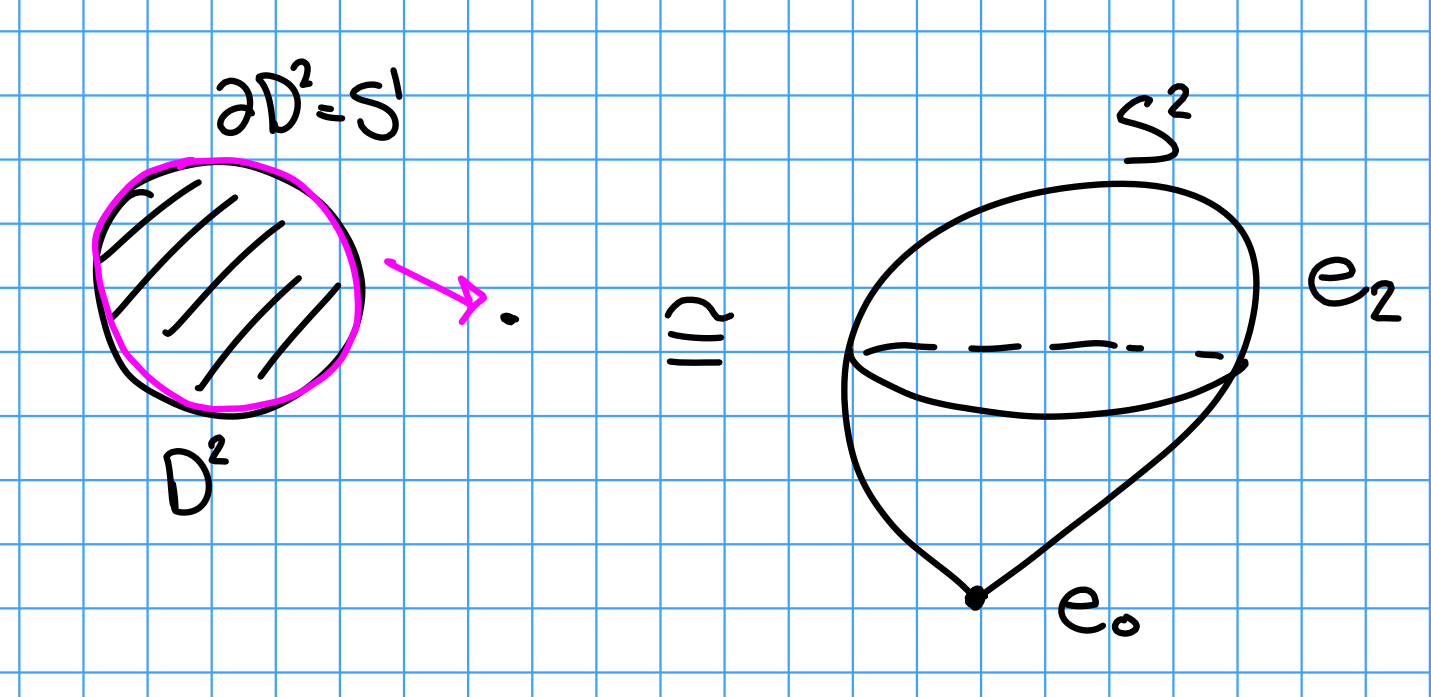 ∂D²=S¹
D²
≅
S²
e₂
e₀